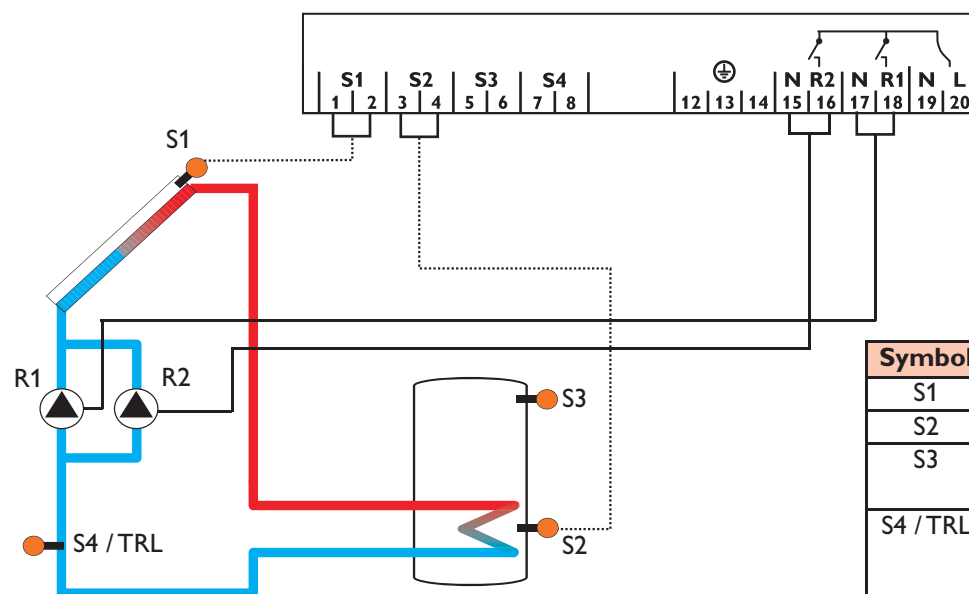 S1 S2 S3 S4 N R2 N R1 N L
1 2 3 4 5 6 7 8 12 13 14 15 16 17 18 19 20
S1
R1 R2
S3
S4 / TRL
S2
Symbol
S1
S2
S3
S4 / TRL